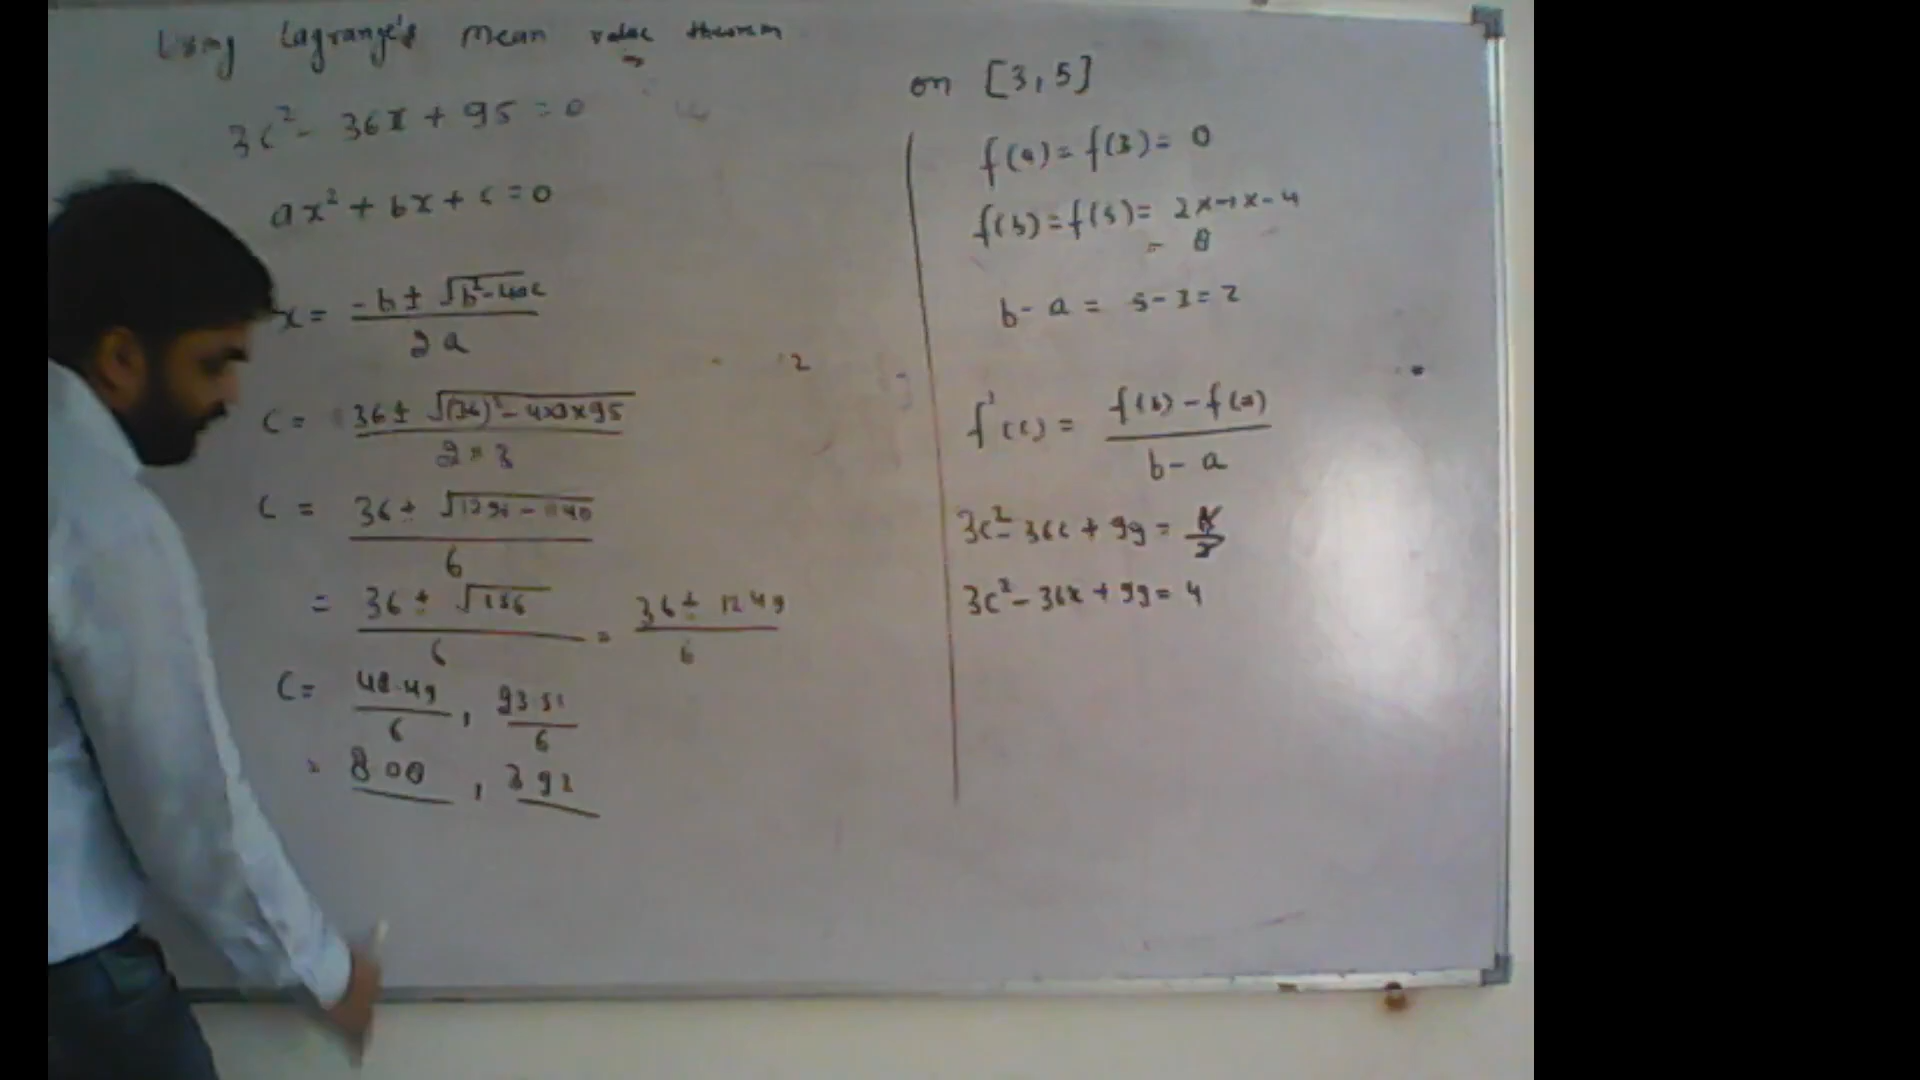 Using Lagrange's mean value theorem
3c² - 36x + 95 = 0
ax² + bx + c = 0
x = -b ± √b²-4ac
2a
c = 36 ± √(36)² - 4×3×95
2×3
c = 36 ± √1296 - 1140
6
= 36 ± √156 = 36 ± 12.49
6 6
c = 48.49 , 23.51
6 6
= 8.08 , 3.92
on [3,5]
f(a) = f(3) = 0
f(b) = f(5) = 2×-1×-4
= 8
b - a = 5-3 = 2
f'(c) = f(b) - f(a)
b - a
3c² - 36c + 99 =
3c² - 36x + 99 = 4